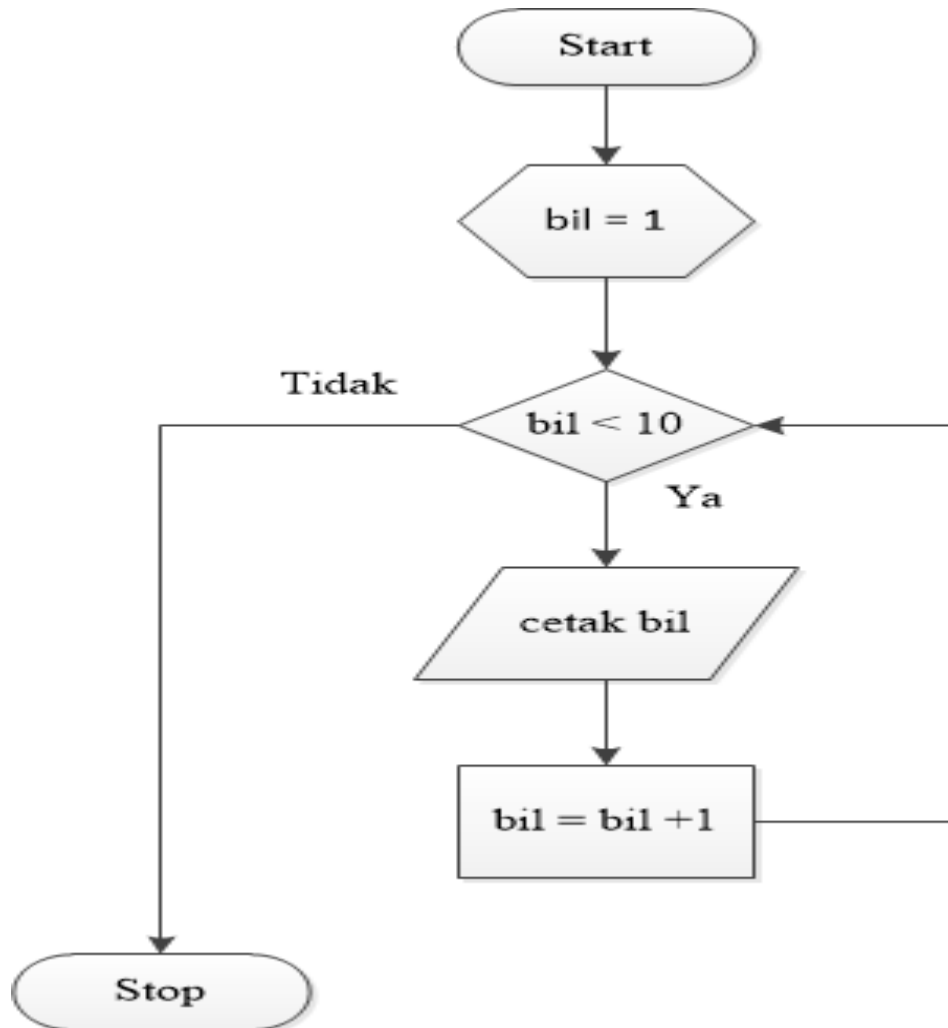 Start
bil = 1
Tidak
bil < 10
Ya
cetak bil
bil = bil +1
Stop